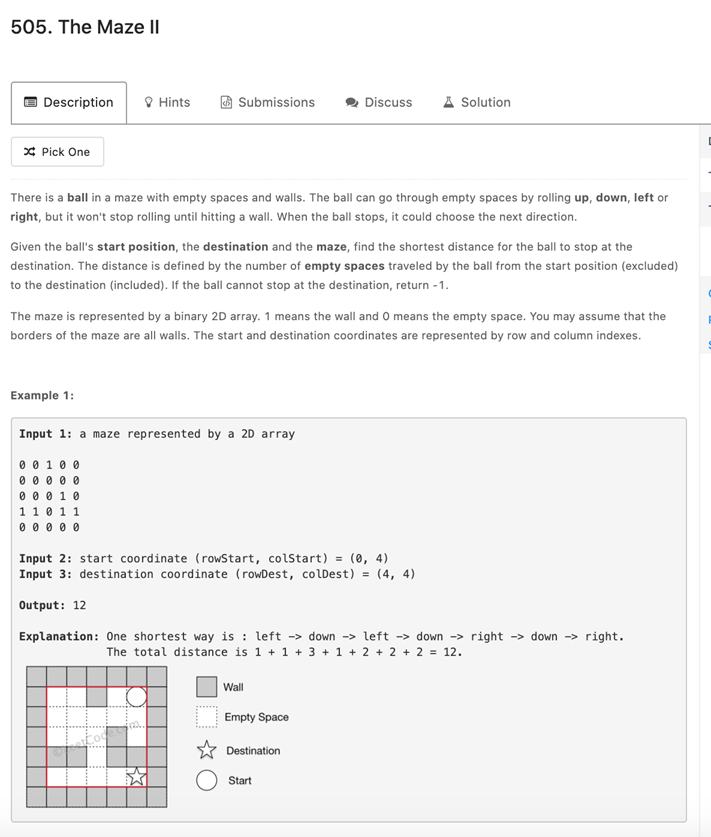 505. The Maze II
Description Hints Submissions Discuss Solution
Pick One
There is a ball in a maze with empty spaces and walls. The ball can go through empty spaces by rolling up, down, left or
right, but it won't stop rolling until hitting a wall. When the ball stops, it could choose the next direction.
Given the ball's start position, the destination and the maze, find the shortest distance for the ball to stop at the
destination. The distance is defined by the number of empty spaces traveled by the ball from the start position (excluded)
to the destination (included). If the ball cannot stop at the destination, return -1.
The maze is represented by a binary 2D array. 1 means the wall and 0 means the empty space. You may assume that the
borders of the maze are all walls. The start and destination coordinates are represented by row and column indexes.
Example 1:
Input 1: a maze represented by a 2D array
0 0 1 0 0
0 0 0 0 0
0 0 0 1 0
1 1 0 1 1
0 0 0 0 0
Input 2: start coordinate (rowStart, colStart) = (0, 4)
Input 3: destination coordinate (rowDest, colDest) = (4, 4)
Output: 12
Explanation: One shortest way is : left -> down -> left -> down -> right -> down -> right.
The total distance is 1 + 1 + 3 + 1 + 2 + 2 + 2 = 12.
Wall
Empty Space
Destination
Start